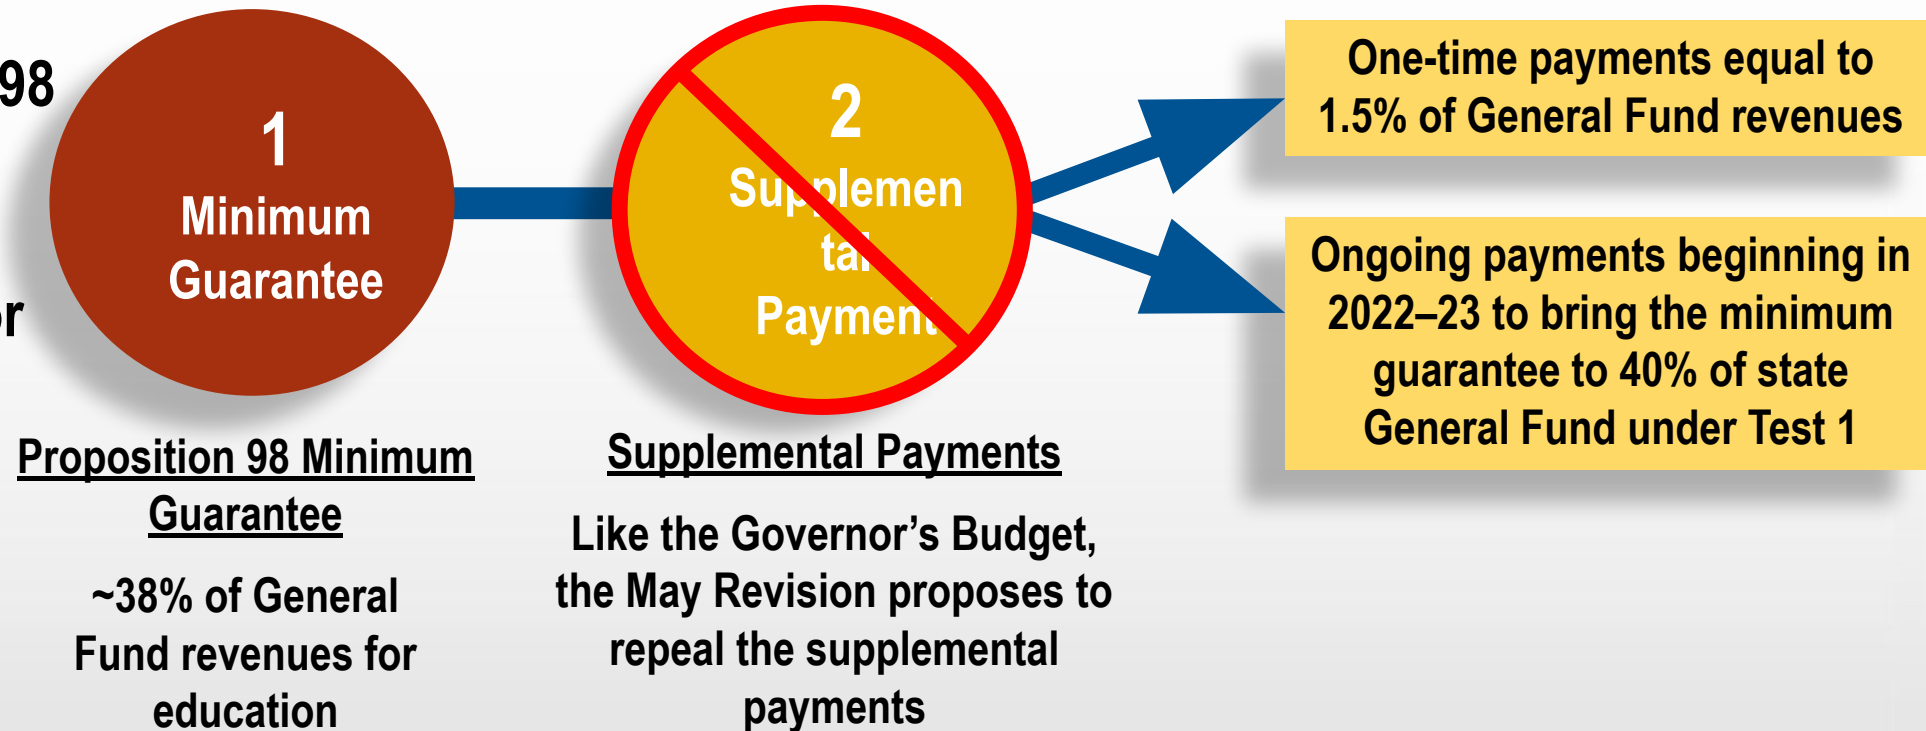 98
or
1
Minimum
Guarantee
2
Supplemen
tal
Payment
One-time payments equal to
1.5% of General Fund revenues
Ongoing payments beginning in
2022–23 to bring the minimum
guarantee to 40% of state
General Fund under Test 1
Proposition 98 Minimum
Guarantee
~38% of General
Fund revenues for
education
Supplemental Payments
Like the Governor’s Budget,
the May Revision proposes to
repeal the supplemental
payments